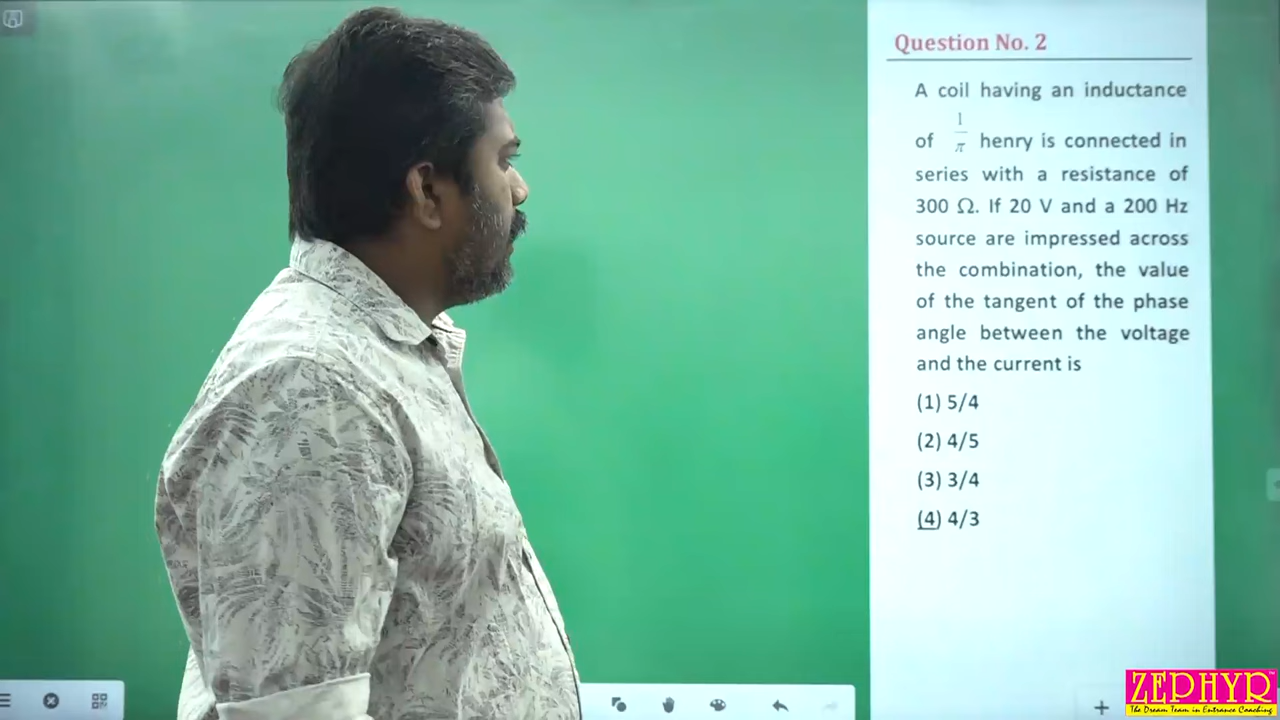 Question No. 2
A coil having an inductance
of 1/π henry is connected in
series with a resistance of
300 Ω. If 20 V and a 200 Hz
source are impressed across
the combination, the value
of the tangent of the phase
angle between the voltage
and the current is
(1) 5/4
(2) 4/5
(3) 3/4
(4) 4/3
ZEPHYR
The Dream Team in Entrance Coaching